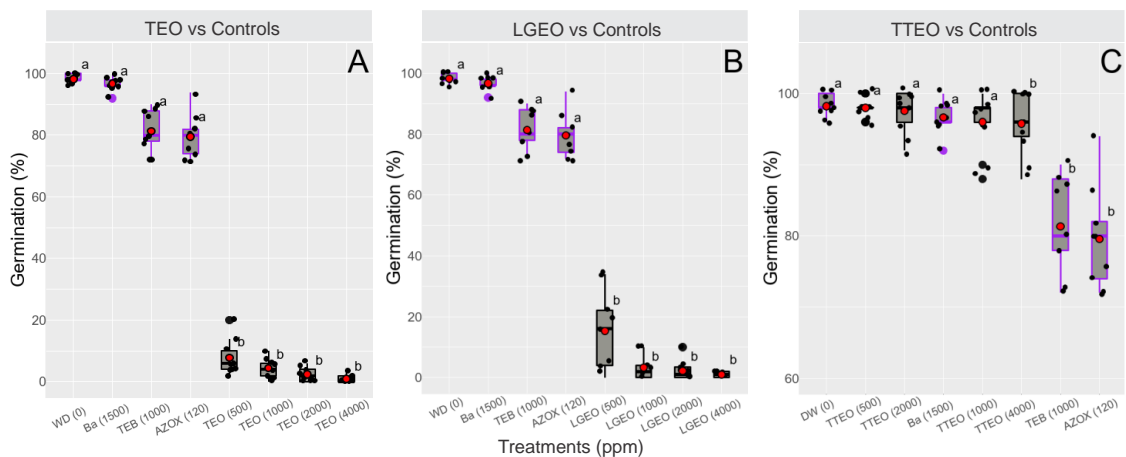 TEO vs Controls
LGEO vs Controls
TTEO vs Controls
A
B
C
Germination (%)
100
80
60
40
20
0
a
a
a
a
b
b
b
b
WD (0)
Ba (1500)
TEB (1000)
AZOX (120)
TEO (500)
TEO (1000)
TEO (2000)
TEO (4000)
Germination (%)
100
80
60
40
20
0
a
a
a
a
b
b
b
b
WD (0)
Ba (1500)
TEB (1000)
AZOX (120)
LGEO (500)
LGEO (1000)
LGEO (2000)
LGEO (4000)
Germination (%)
100
80
60
a
a
a
a
a
b
b
b
DW (0)
TTEO (500)
TTEO (2000)
Ba (1500)
TTEO (1000)
TTEO (4000)
TEB (1000)
AZOX (120)
Treatments (ppm)